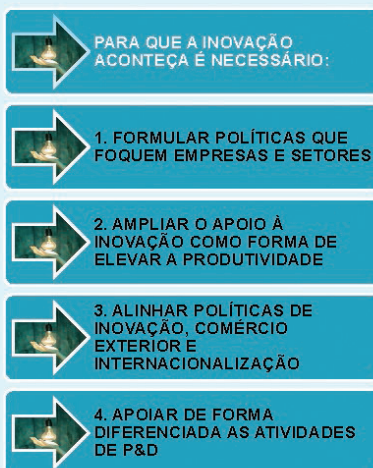 PARA QUE A INOVAÇÃO
ACONTEÇA É NECESSÁRIO:
1. FORMULAR POLÍTICAS QUE
FOQUEM EMPRESAS E SETORES
2. AMPLIAR O APOIO À
INOVAÇÃO COMO FORMA DE
ELEVAR A PRODUTIVIDADE
3. ALINHAR POLÍTICAS DE
INOVAÇÃO, COMÉRCIO
EXTERIOR E
INTERNACIONALIZAÇÃO
4. APOIAR DE FORMA
DIFERENCIADA AS ATIVIDADES
DE P&D